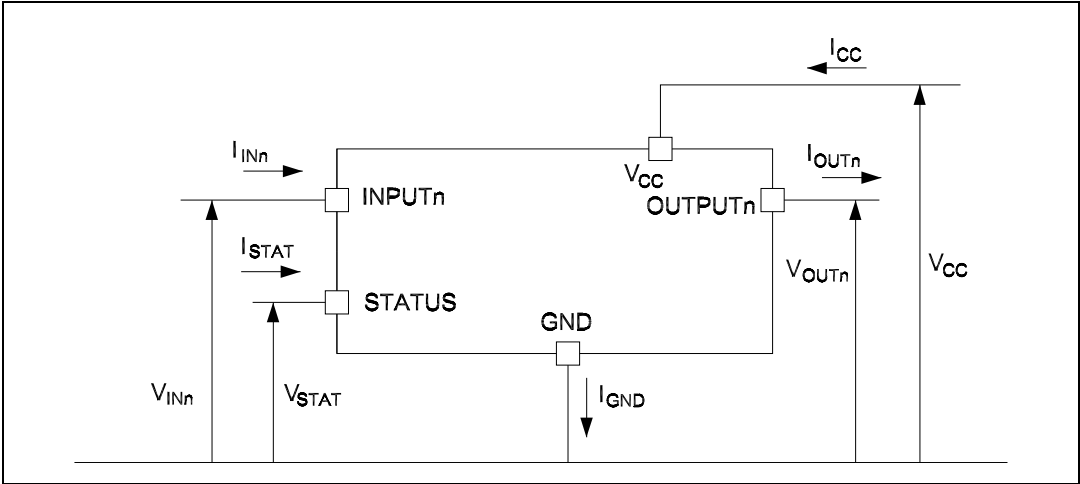 ICC
IINn
VCC
IOUTn
INPUTn
OUTPUTn
ISTAT
VOUTn
VCC
STATUS
GND
VINn
VSTAT
IGND